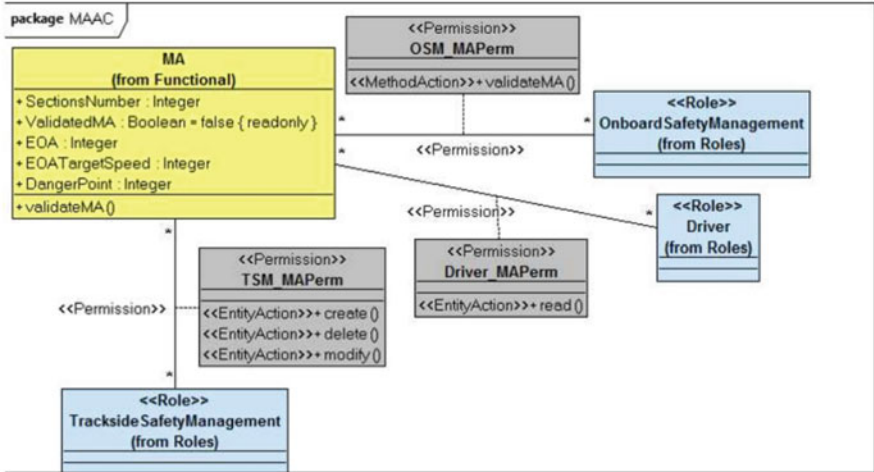 package MAAC
MA
(from Functional)
+ SectionsNumber : Integer
+ ValidatedMA : Boolean = false { readonly }
+ EOA : Integer
+ EOATargetSpeed : Integer
+ DangerPoint : Integer
+ validateMA()
<<Permission>>
OSM_MAPerm
<<MethodAction>>+ validateMA()
*
*
<<Permission>>
<<Role>>
OnboardSafetyManagement
(from Roles)
*
*
<<Permission>>
<<Role>>
Driver
(from Roles)
<<Permission>>
Driver_MAPerm
<<EntityAction>>+ read()
*
<<Permission>>
<<Permission>>
TSM_MAPerm
<<EntityAction>>+ create()
<<EntityAction>>+ delete()
<<EntityAction>>+ modify()
*
<<Role>>
TracksideSafetyManagement
(from Roles)